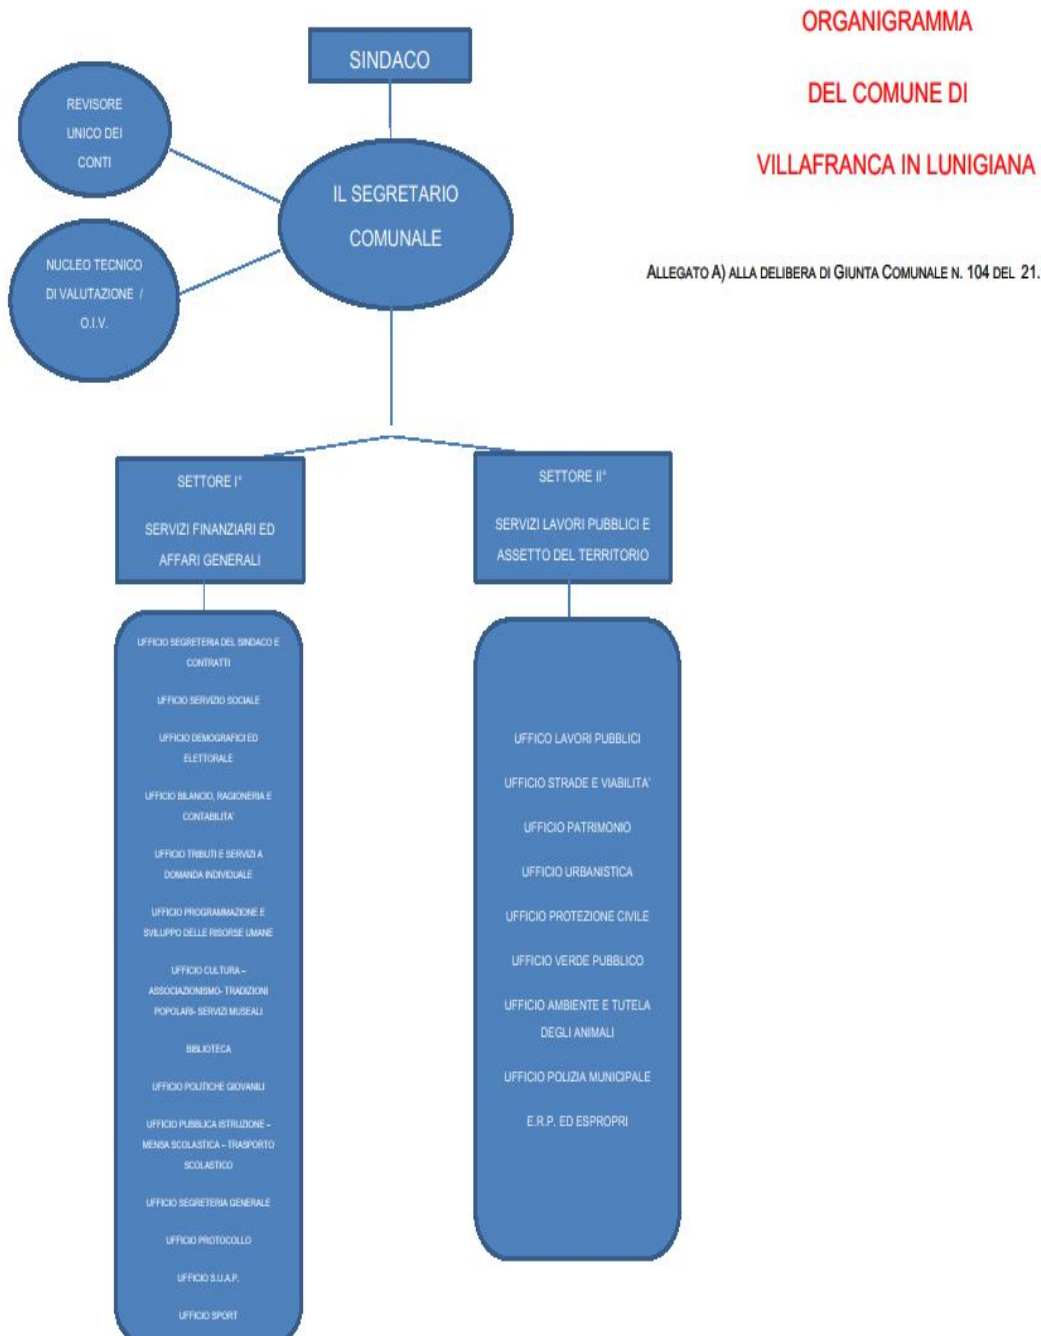 ORGANIGRAMMA
DEL COMUNE DI
VILLAFRANCA IN LUNIGIANA
ALLEGATO A) ALLA DELIBERA DI GIUNTA COMUNALE N. 104 DEL 21.
SINDACO
REVISORE
UNICO DEI
CONTI
IL SEGRETARIO
COMUNALE
NUCLEO TECNICO
DI VALUTAZIONE /
O.I.V.
SETTORE I°
SERVIZI FINANZIARI ED
AFFARI GENERALI
UFFICIO SEGRETERIA DEL SINDACO E
CONTRATTI
UFFICIO SERVIZIO SOCIALE
UFFICIO DEMOGRAFICI ED
ELETTORALE
UFFICIO BILANCIO, RAGIONERIA E
CONTABILITA'
UFFICIO TRIBUTI E SERVIZI A
DOMANDA INDIVIDUALE
UFFICIO PROGRAMMAZIONE E
SVILUPPO DELLE RISORSE UMANE
UFFICIO CULTURA –
ASSOCIAZIONISMO- TRADIZIONI
POPOLARI- SERVIZI MUSEALI
BIBLIOTECA
UFFICIO POLITICHE GIOVANILI
UFFICIO PUBBLICA ISTRUZIONE –
MENSA SCOLASTICA – TRASPORTO
SCOLASTICO
UFFICIO SEGRETERIA GENERALE
UFFICIO PROTOCOLLO
UFFICIO S.U.A.P.
UFFICIO SPORT
SETTORE II°
SERVIZI LAVORI PUBBLICI E
ASSETTO DEL TERRITORIO
UFFICO LAVORI PUBBLICI
UFFICIO STRADE E VIABILITA'
UFFICIO PATRIMONIO
UFFICIO URBANISTICA
UFFICIO PROTEZIONE CIVILE
UFFICIO VERDE PUBBLICO
UFFICIO AMBIENTE E TUTELA
DEGLI ANIMALI
UFFICIO POLIZIA MUNICIPALE
E.R.P. ED ESPROPRI